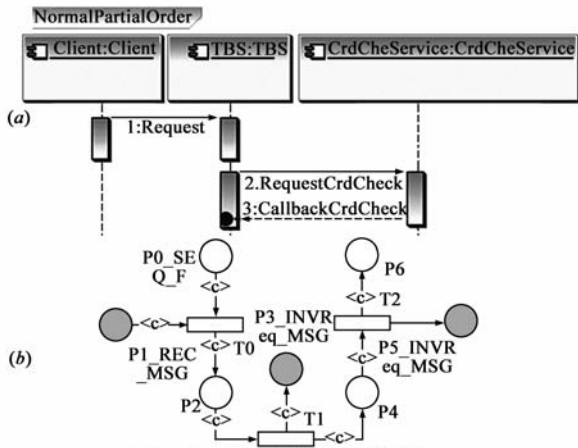 NormalPartialOrder
Client:Client
TBS:TBS
CrdCheService:CrdCheService
(a)
1:Request
2.RequestCrdCheck
3:CallbackCrdCheck
P0_SE
Q_F
P6
<c>
<c>
T2
<c>
P3_INVR
eq_MSG
(b)
P1_REC
_MSG
<c>
T0
<c>
P5_INVR
eq_MSG
P2
<c>
<c>
T1
<c>
P4